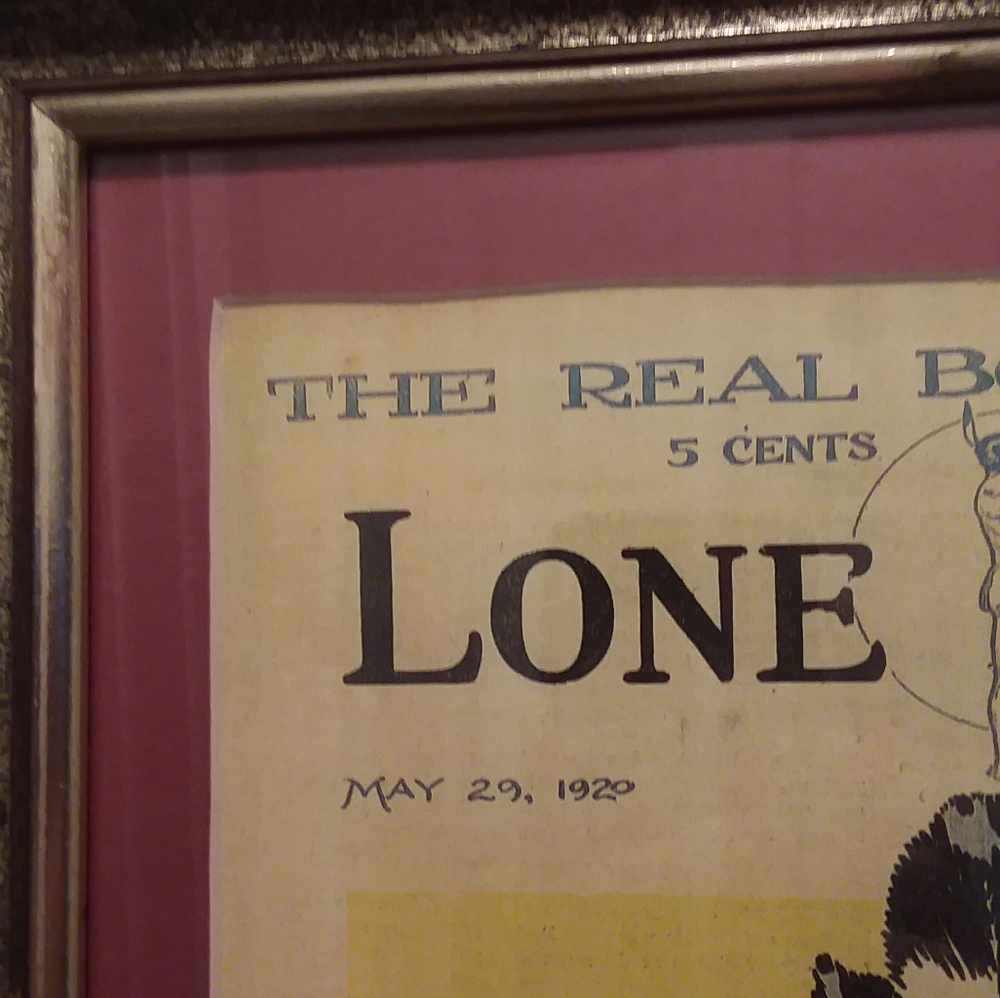 THE REAL
5 CENTS
LONE
MAY 29, 1920